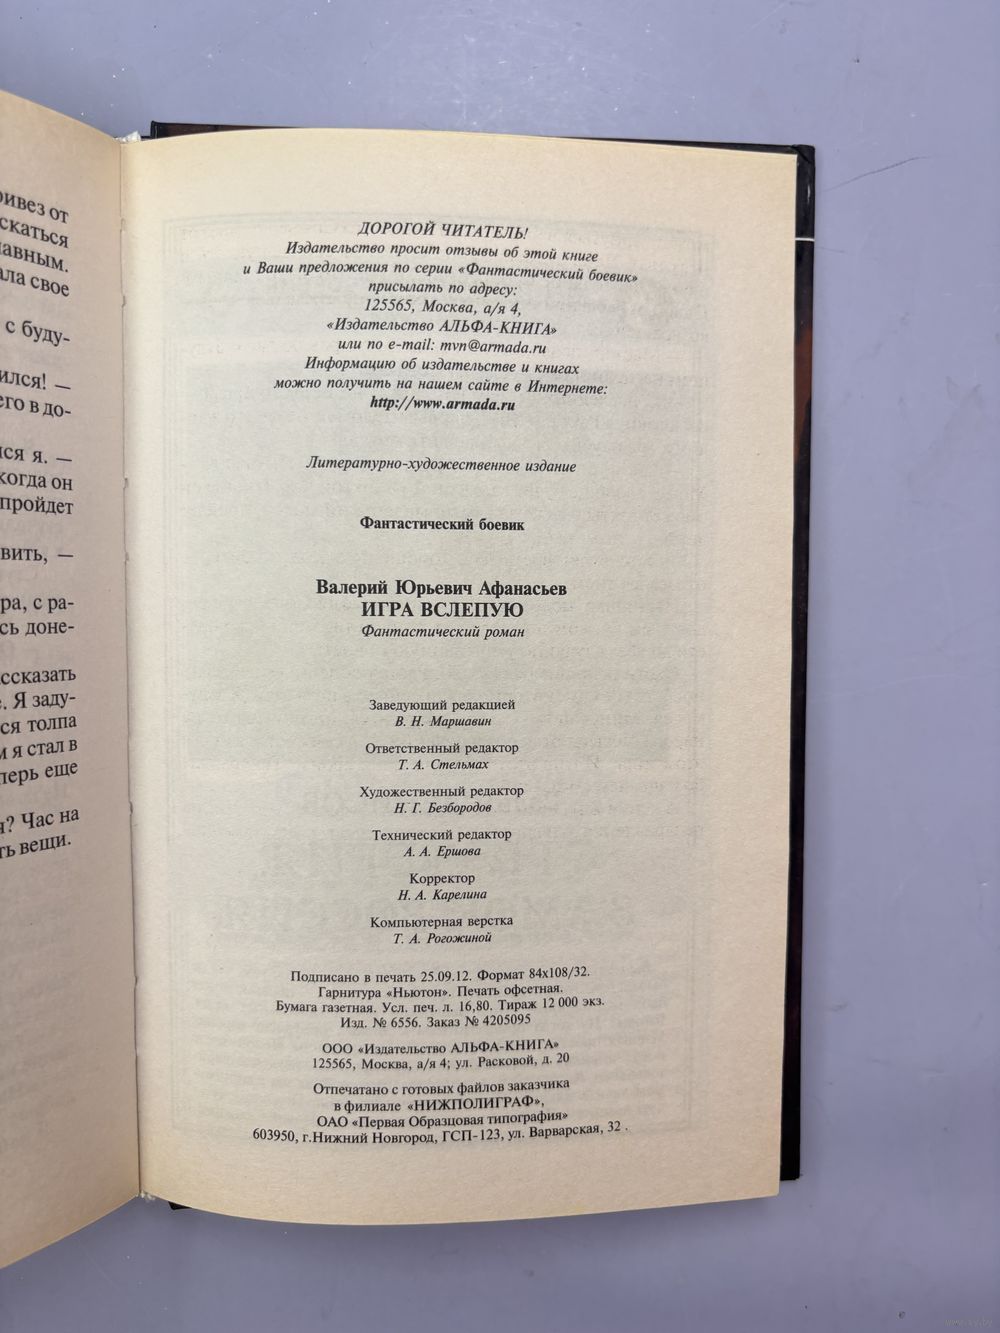 ривез от
скаться
авным.
ала свое
с буду-
ился! —
его в до-
ся я. —
когда он
пройдет
вить, —
ра, с ра-
сь доне-
ссказать
. Я заду-
ся толпа
и я стал в
перь еще
? Час на
ть вещи.
ДОРОГОЙ ЧИТАТЕЛЬ!
Издательство просит отзывы об этой книге
и Ваши предложения по серии «Фантастический боевик»
присылать по адресу:
125565, Москва, а/я 4,
«Издательство АЛЬФА-КНИГА»
или по e-mail: mvn@armada.ru
Информацию об издательстве и книгах
можно получить на нашем сайте в Интернете:
http://www.armada.ru
Литературно-художественное издание
Фантастический боевик
Валерий Юрьевич Афанасьев
ИГРА ВСЛЕПУЮ
Фантастический роман
Заведующий редакцией
В. Н. Маршавин
Ответственный редактор
Т. А. Стельмах
Художественный редактор
Н. Г. Безбородов
Технический редактор
А. А. Ершова
Корректор
Н. А. Карелина
Компьютерная верстка
Т. А. Рогожиной
Подписано в печать 25.09.12. Формат 84х108/32.
Гарнитура «Ньютон». Печать офсетная.
Бумага газетная. Усл. печ. л. 16,80. Тираж 12 000 экз.
Изд. № 6556. Заказ № 4205095
ООО «Издательство АЛЬФА-КНИГА»
125565, Москва, а/я 4; ул. Расковой, д. 20
Отпечатано с готовых файлов заказчика
в филиале «НИЖПОЛИГРАФ»,
ОАО «Первая Образцовая типография»
603950, г.Нижний Новгород, ГСП-123, ул. Варварская, 32 .